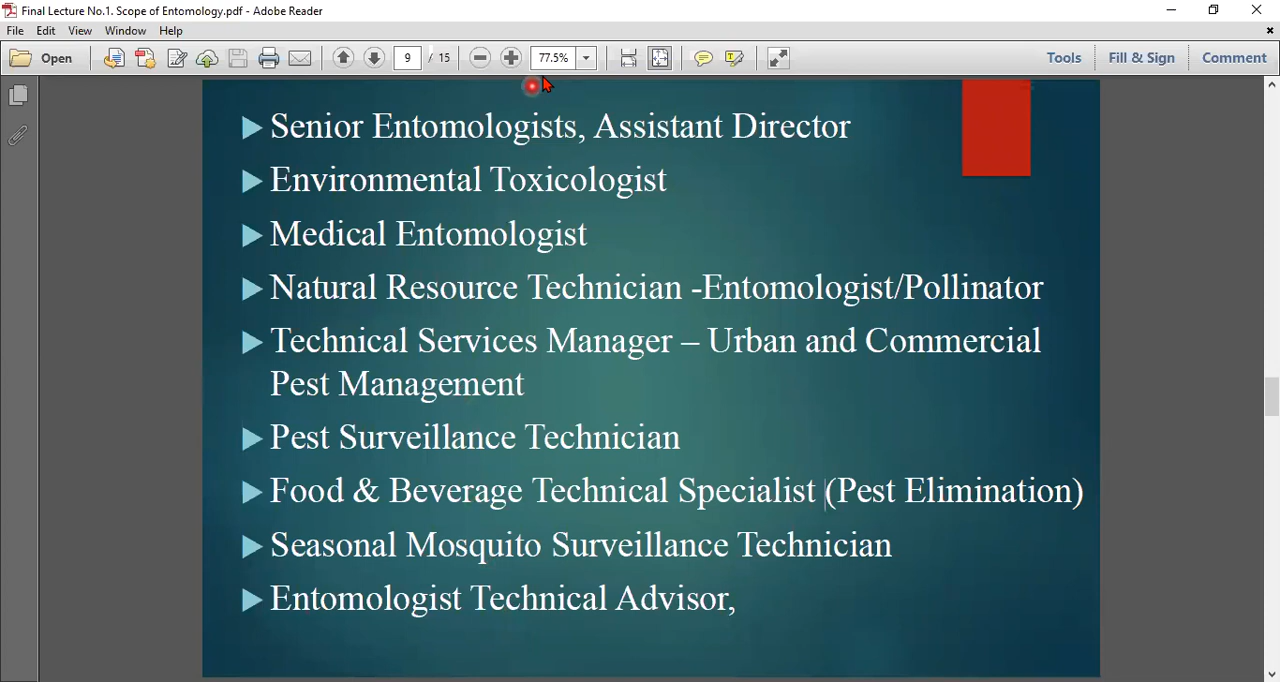 Final Lecture No.1. Scope of Entomology.pdf - Adobe Reader
File Edit View Window Help
Open 9 / 15 77.5% Tools Fill & Sign Comment
Senior Entomologists, Assistant Director
Environmental Toxicologist
Medical Entomologist
Natural Resource Technician -Entomologist/Pollinator
Technical Services Manager – Urban and Commercial
Pest Management
Pest Surveillance Technician
Food & Beverage Technical Specialist (Pest Elimination)
Seasonal Mosquito Surveillance Technician
Entomologist Technical Advisor,